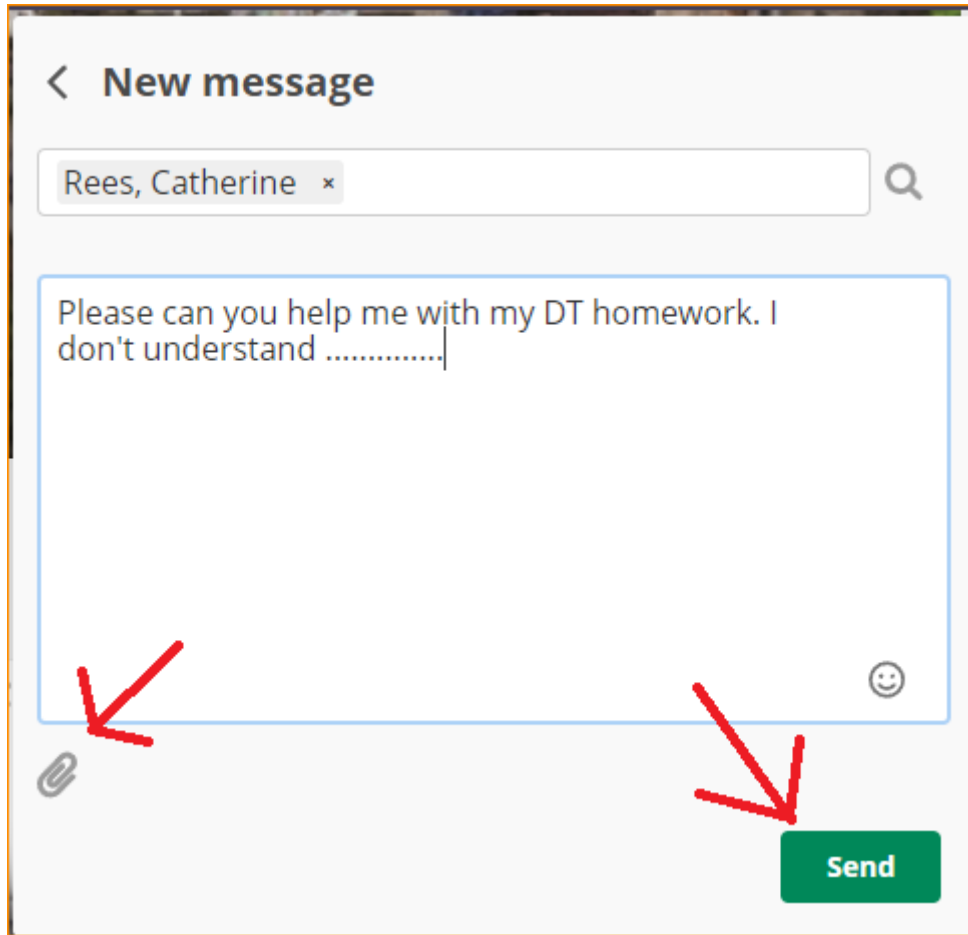 New message
Rees, Catherine ×
Please can you help me with my DT homework. I
don't understand ..............
Send